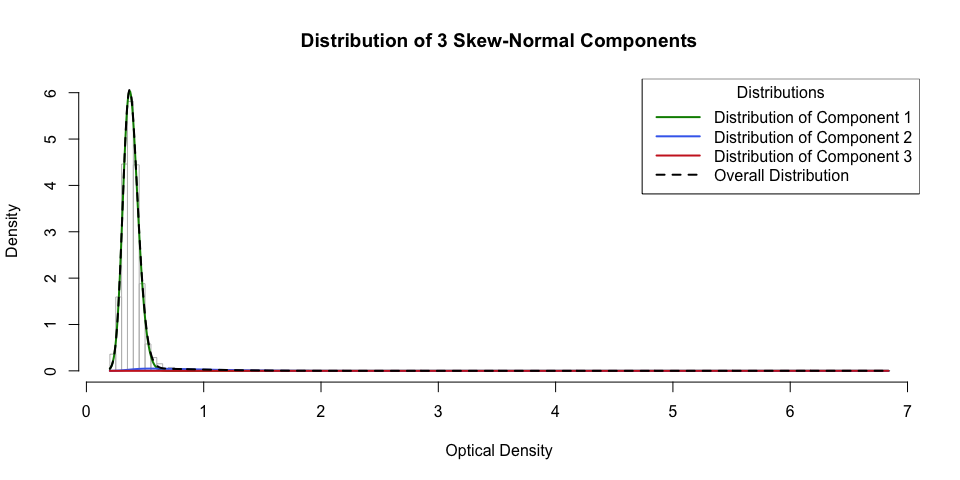 Distribution of 3 Skew-Normal Components
Distributions
Distribution of Component 1
Distribution of Component 2
Distribution of Component 3
Overall Distribution
Density
6
5
4
3
2
1
0
0 1 2 3 4 5 6 7
Optical Density